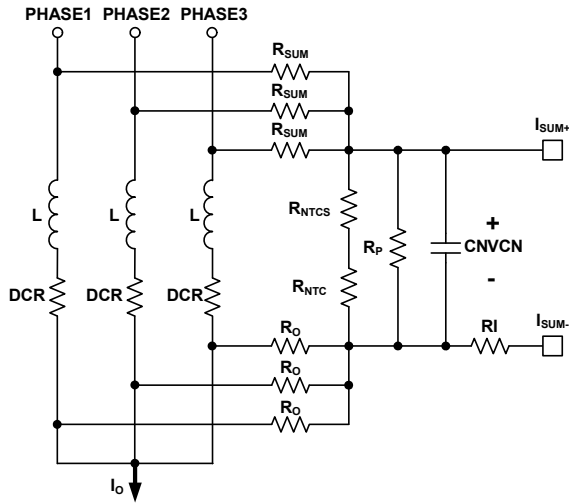 PHASE1 PHASE2 PHASE3
RSUM
RSUM
RSUM
ISUM+
L L L
RNTCS
RP
+
CNVCN
-
DCR DCR DCR
RNTC
RO
RI
ISUM-
RO
RO
IO